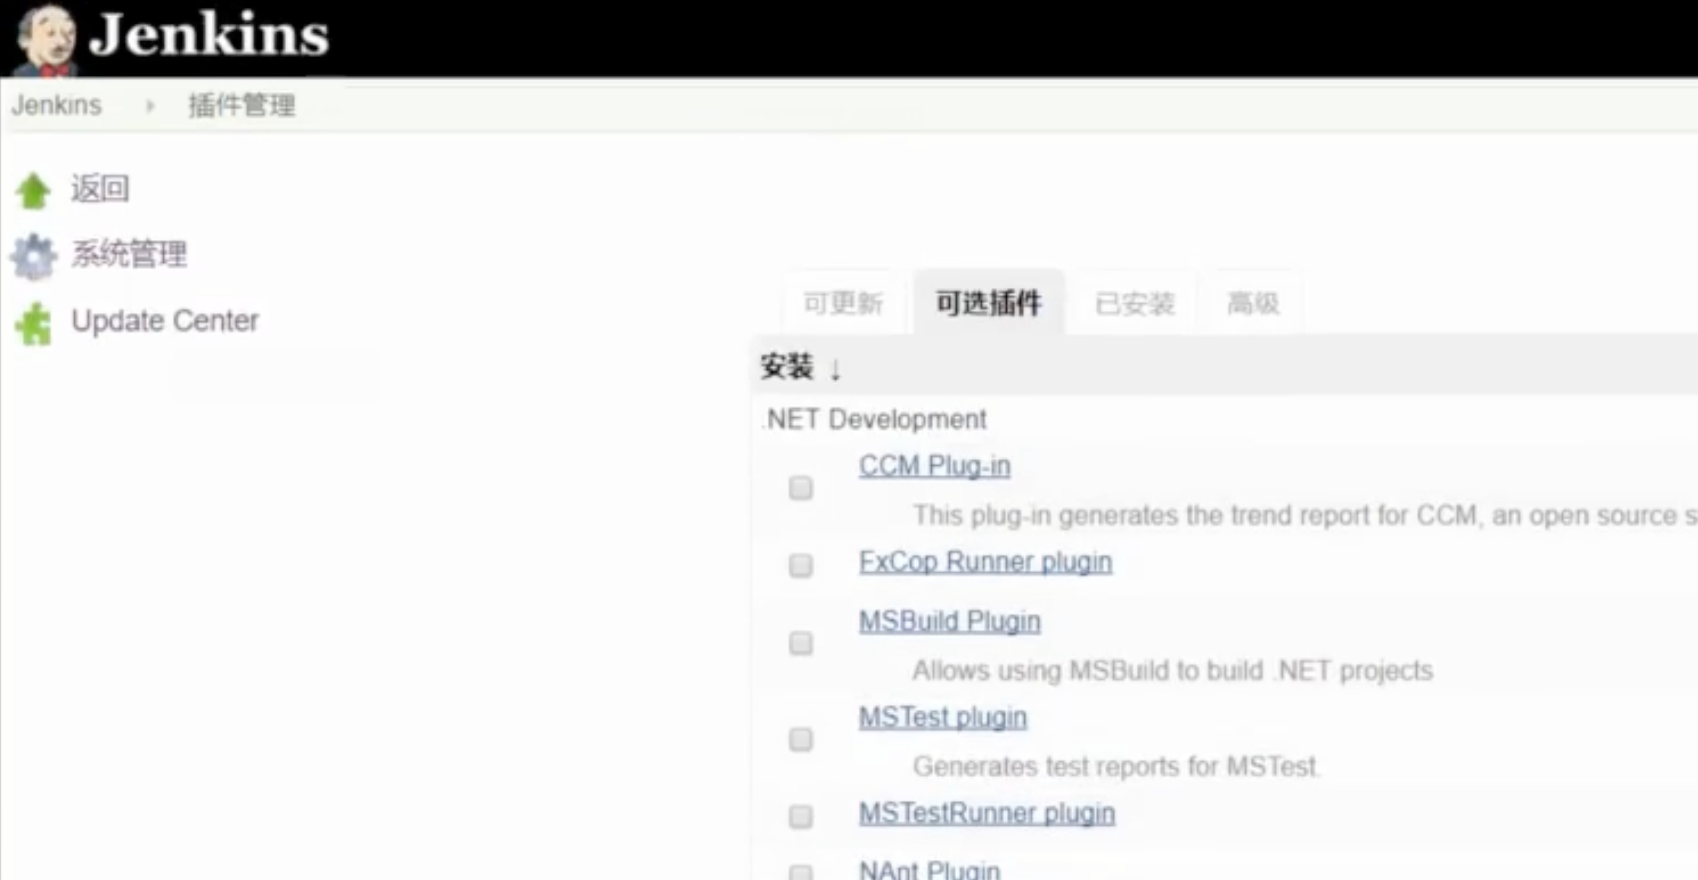 Jenkins
Jenkins 插件管理
返回
系统管理
Update Center
可更新 可选插件 已安装 高级
安装 ↓
.NET Development
CCM Plug-in
This plug-in generates the trend report for CCM, an open source s
FxCop Runner plugin
MSBuild Plugin
Allows using MSBuild to build .NET projects
MSTest plugin
Generates test reports for MSTest.
MSTestRunner plugin
NAnt Plugin